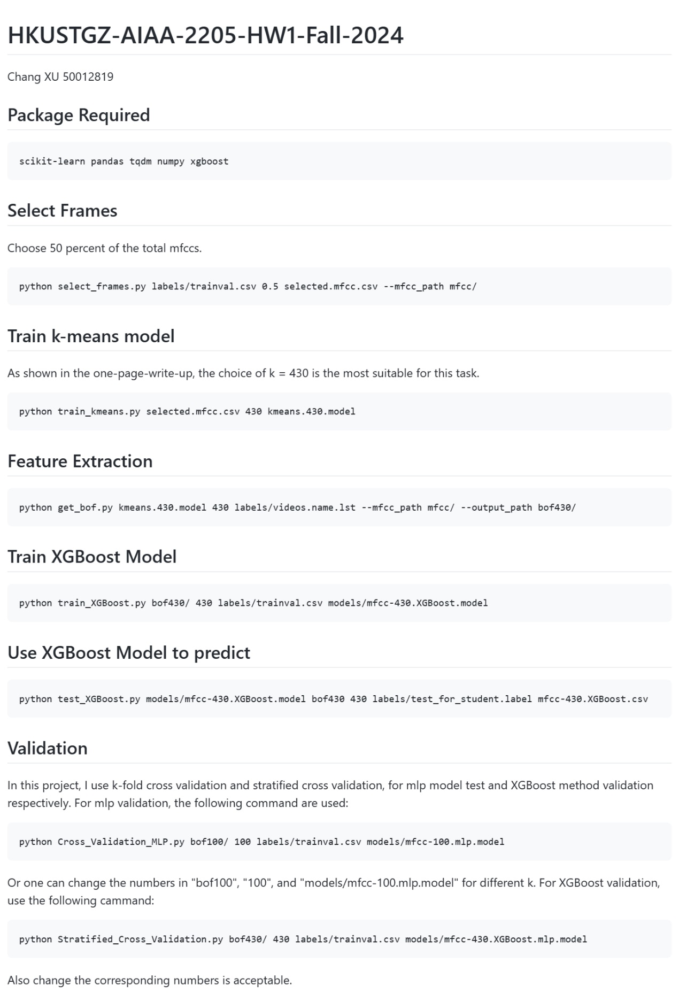 HKUSTGZ-AIAA-2205-HW1-Fall-2024
Chang XU 50012819
Package Required
scikit-learn pandas tqdm numpy xgboost
Select Frames
Choose 50 percent of the total mfccs.
python select_frames.py labels/trainval.csv 0.5 selected.mfcc.csv --mfcc_path mfcc/
Train k-means model
As shown in the one-page-write-up, the choice of k = 430 is the most suitable for this task.
python train_kmeans.py selected.mfcc.csv 430 kmeans.430.model
Feature Extraction
python get_bof.py kmeans.430.model 430 labels/videos.name.lst --mfcc_path mfcc/ --output_path bof430/
Train XGBoost Model
python train_XGBoost.py bof430/ 430 labels/trainval.csv models/mfcc-430.XGBoost.model
Use XGBoost Model to predict
python test_XGBoost.py models/mfcc-430.XGBoost.model bof430 430 labels/test_for_student.label mfcc-430.XGBoost.csv
Validation
In this project, I use k-fold cross validation and stratified cross validation, for mlp model test and XGBoost method validation
respectively. For mlp validation, the following command are used:
python Cross_Validation_MLP.py bof100/ 100 labels/trainval.csv models/mfcc-100.mlp.model
Or one can change the numbers in "bof100", "100", and "models/mfcc-100.mlp.model" for different k. For XGBoost validation,
use the following cammand:
python Stratified_Cross_Validation.py bof430/ 430 labels/trainval.csv models/mfcc-430.XGBoost.mlp.model
Also change the corresponding numbers is acceptable.